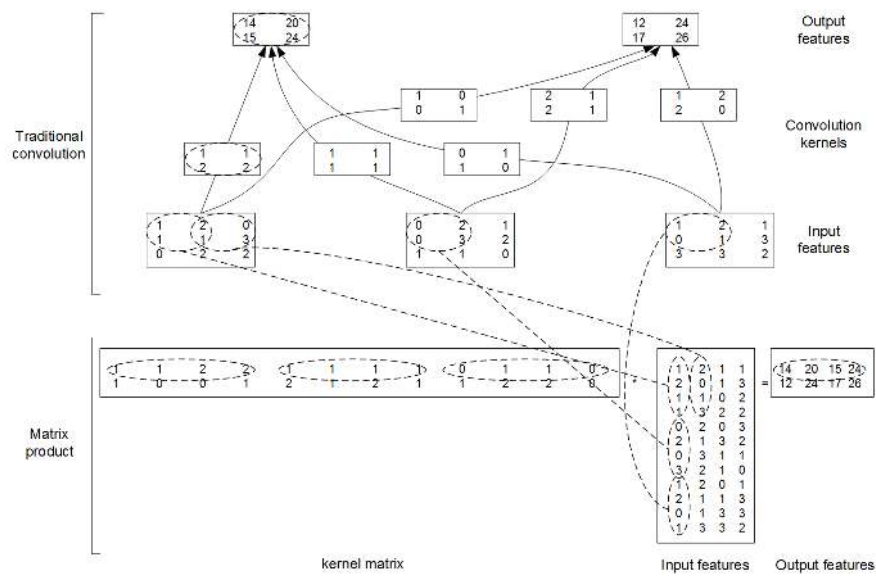 14 20
15 24
12 24
17 26
Output
features
1 0
0 1
2 1
2 1
1 2
2 0
Convolution
kernels
Traditional
convolution
1 1
2 2
1 1
1 1
0 1
1 0
1 2 0
1 1 3
0 2 2
0 2 1
0 3 2
1 1 0
1 2 1
0 1 3
3 3 2
Input
features
Matrix
product
1 1 2 2 1 1 1 1 0 1 1 0
1 0 0 1 2 1 2 1 1 2 2 0
*
1 2 1 1
2 0 1 3
1 1 0 2
1 3 2 2
0 2 0 3
2 1 3 2
0 3 1 1
3 2 1 0
1 2 0 1
2 1 1 3
0 1 3 3
1 3 3 2
=
14 20 15 24
12 24 17 26
kernel matrix
Input features
Output features